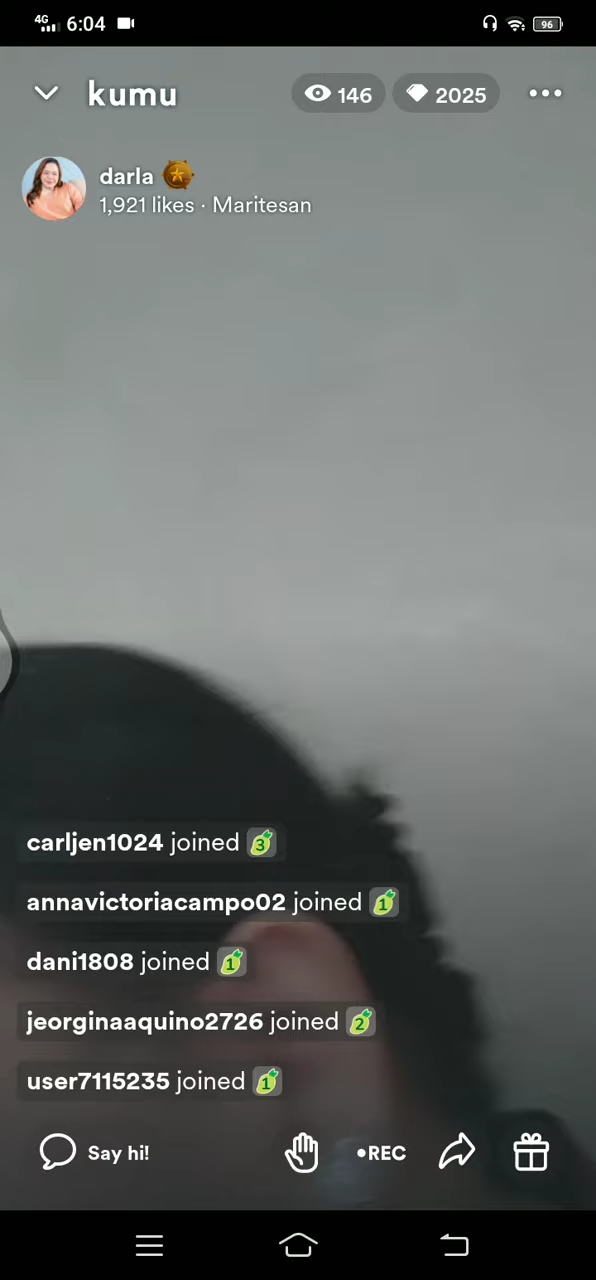 4G 6:04 96
kumu 146 2025
darla
1,921 likes · Maritesan
carljen1024 joined 3
annavictoriacampo02 joined 1
dani1808 joined 1
jeorginaaquino2726 joined 2
user7115235 joined 1
Say hi! •REC